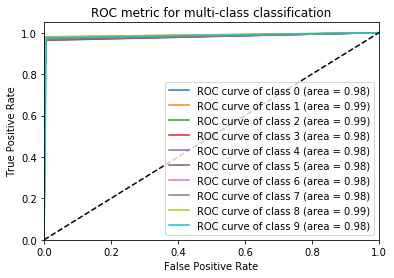 ROC metric for multi-class classification
True Positive Rate
1.0
0.8
0.6
0.4
0.2
0.0
ROC curve of class 0 (area = 0.98)
ROC curve of class 1 (area = 0.99)
ROC curve of class 2 (area = 0.99)
ROC curve of class 3 (area = 0.98)
ROC curve of class 4 (area = 0.98)
ROC curve of class 5 (area = 0.98)
ROC curve of class 6 (area = 0.98)
ROC curve of class 7 (area = 0.98)
ROC curve of class 8 (area = 0.99)
ROC curve of class 9 (area = 0.98)
0.0 0.2 0.4 0.6 0.8 1.0
False Positive Rate